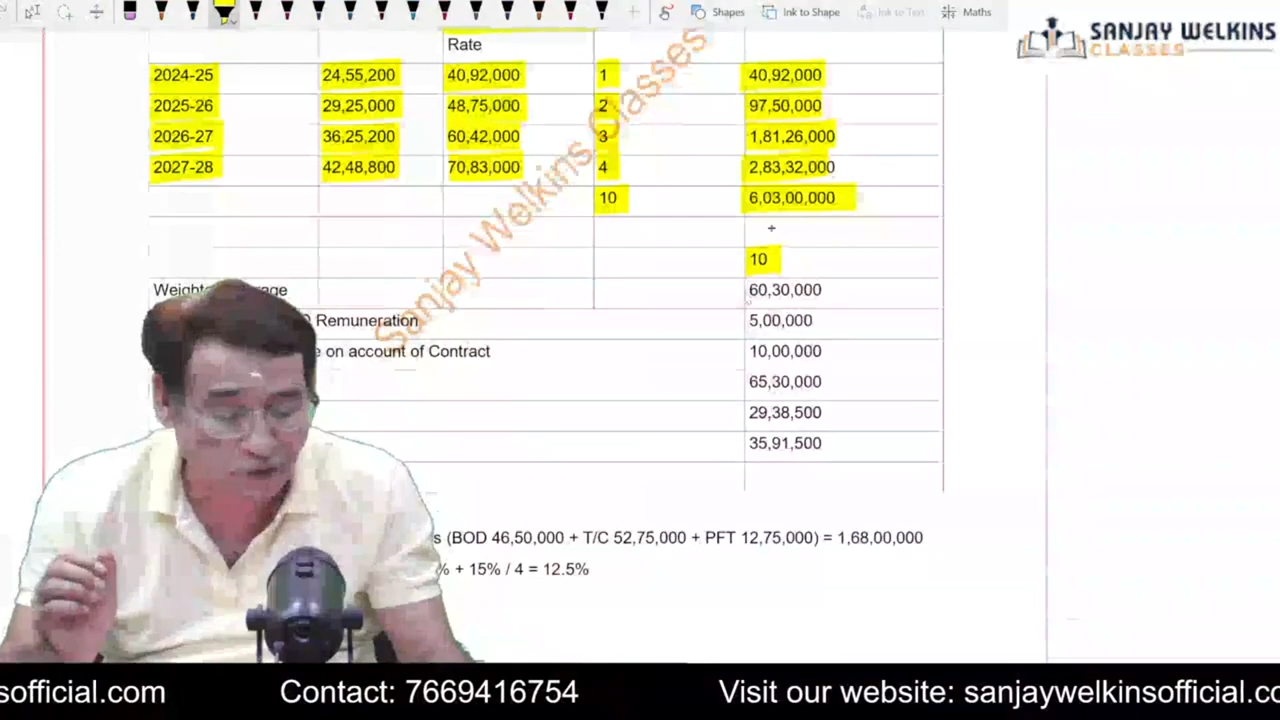 Shapes Ink to Shape Ink to Text Maths
SANJAY WELKINS
CLASSES
Rate
2024-25 24,55,200 40,92,000 1 40,92,000
2025-26 29,25,000 48,75,000 2 97,50,000
2026-27 36,25,200 60,42,000 3 1,81,26,000
2027-28 42,48,800 70,83,000 4 2,83,32,000
10 6,03,00,000
÷
10
60,30,000
Remuneration 5,00,000
on account of Contract 10,00,000
65,30,000
29,38,500
35,91,500
s (BOD 46,50,000 + T/C 52,75,000 + PFT 12,75,000) = 1,68,00,000
% + 15% / 4 = 12.5%
Sanjay Welkins Classes
sofficial.com Contact: 7669416754 Visit our website: sanjaywelkinsofficial.co